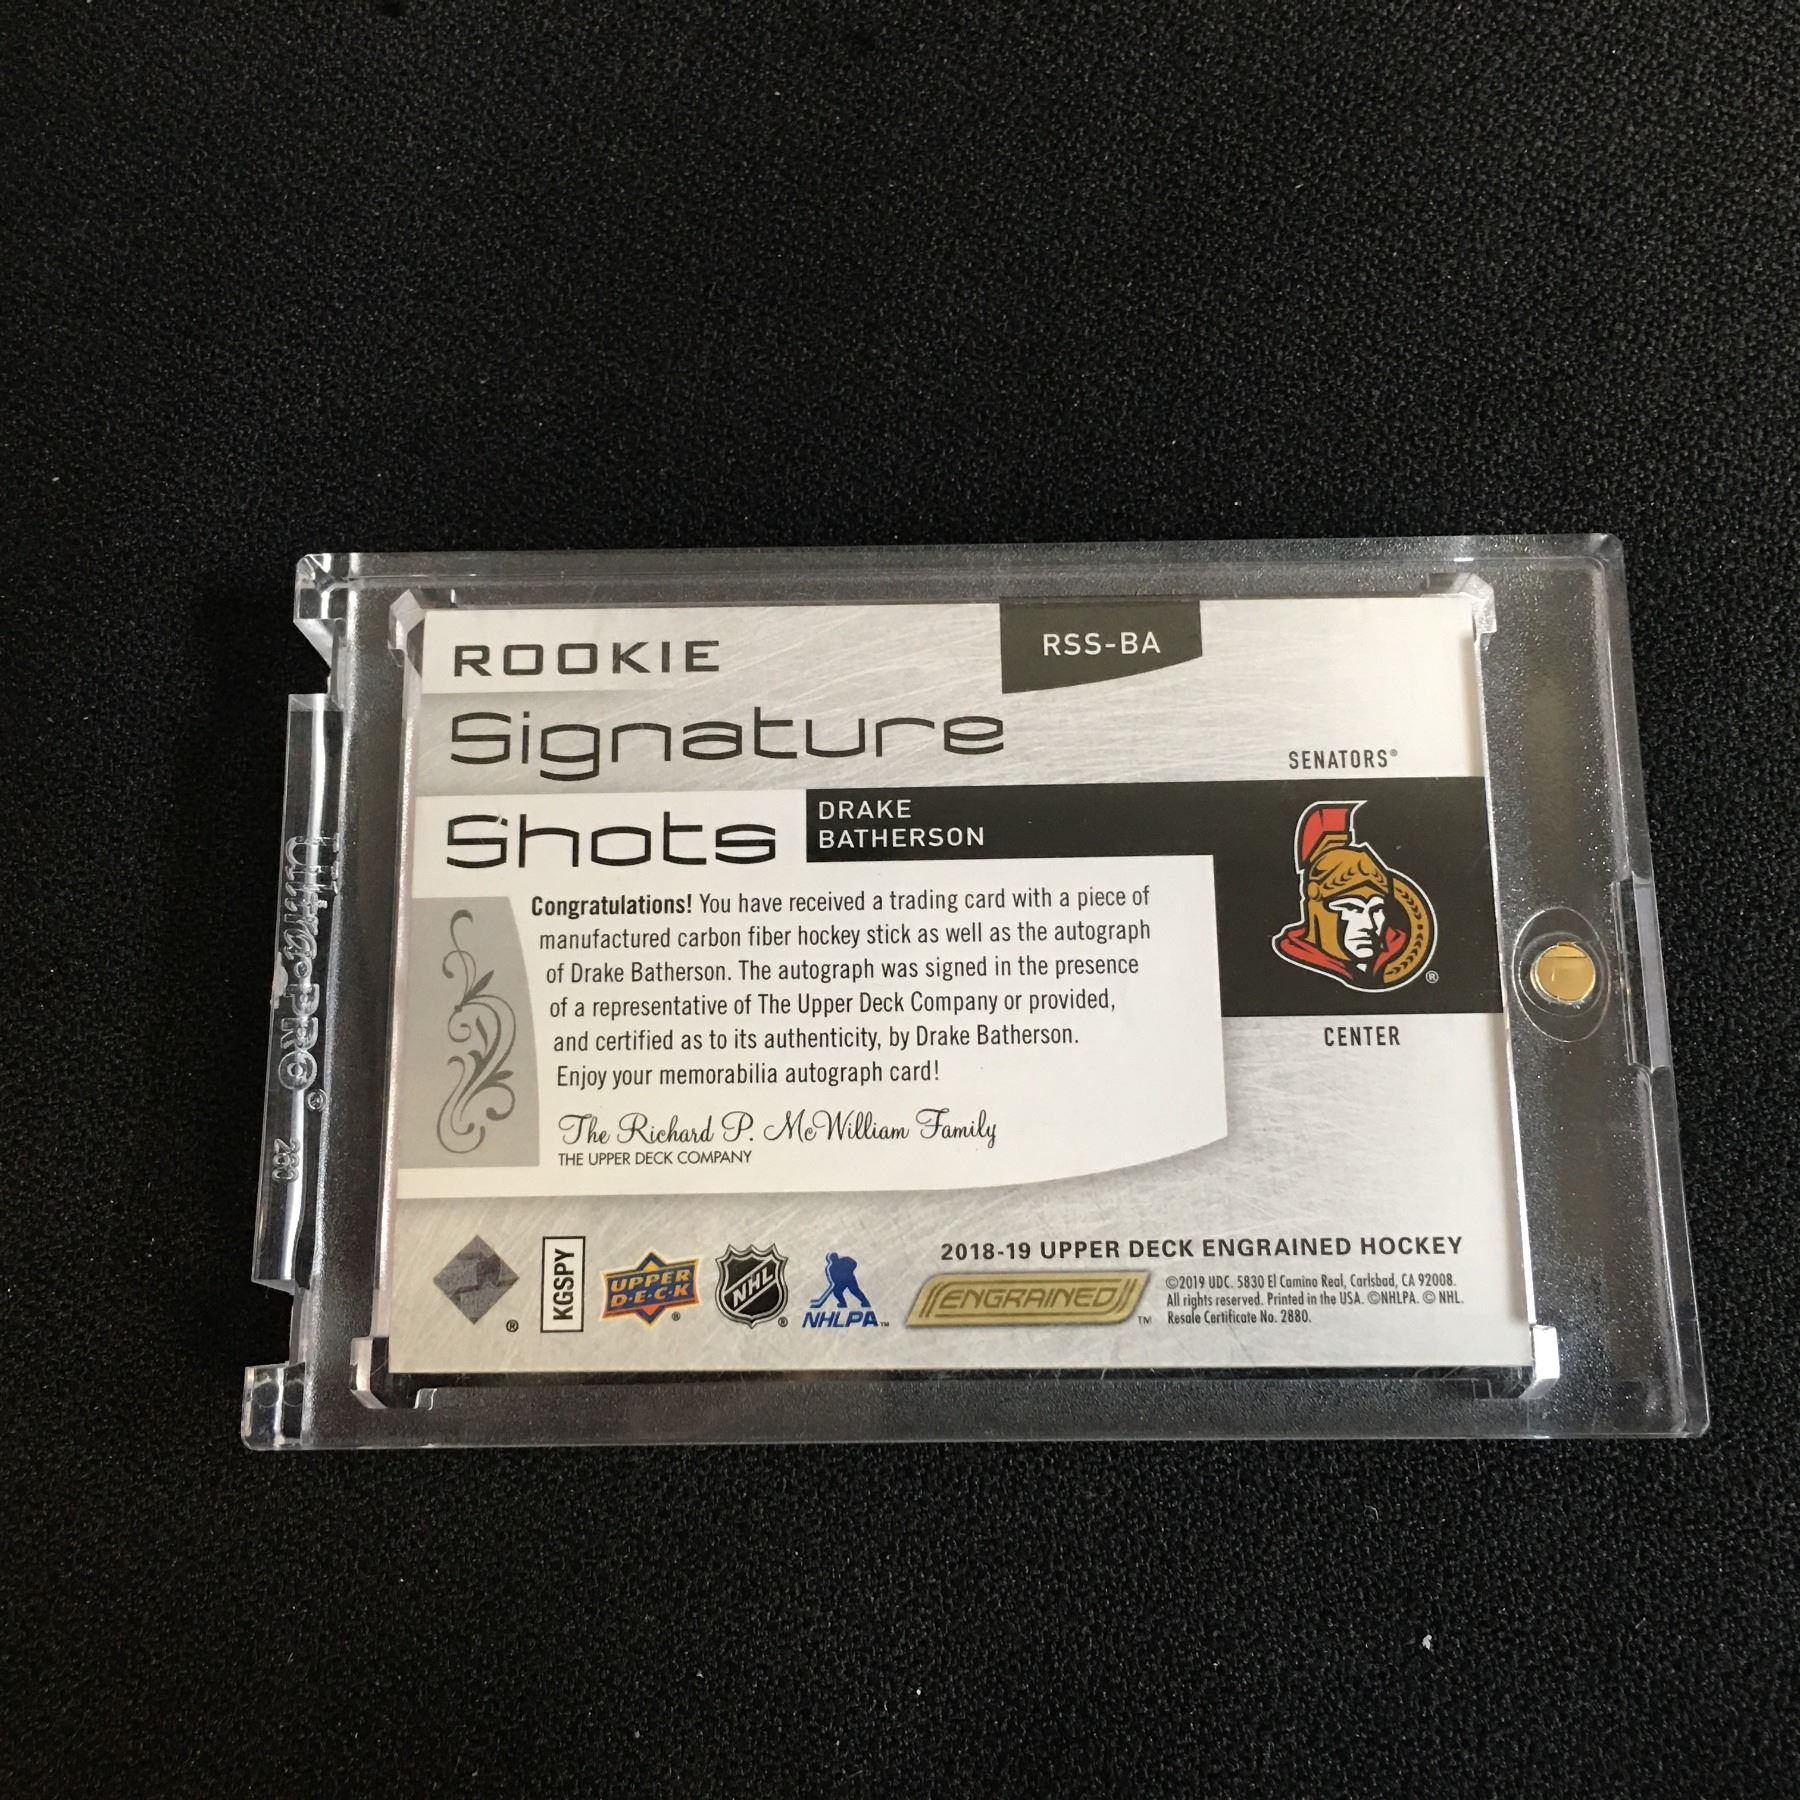 ROOKIE
RSS-BA
Signature
SENATORS®
Shots
DRAKE
BATHERSON
Congratulations! You have received a trading card with a piece of
manufactured carbon fiber hockey stick as well as the autograph
of Drake Batherson. The autograph was signed in the presence
of a representative of The Upper Deck Company or provided,
and certified as to its authenticity, by Drake Batherson.
Enjoy your memorabilia autograph card!
®
CENTER
The Richard P. McWilliam Family
THE UPPER DECK COMPANY
2018-19 UPPER DECK ENGRAINED HOCKEY
®
KGSPY
UPPER
D·E·C·K
®
NHL
®
NHLPA™
ENGRAINED
™
©2019 UDC. 5830 El Camino Real, Carlsbad, CA 92008.
All rights reserved. Printed in the USA. ©NHLPA. © NHL.
Resale Certificate No. 2880.
Ultra•PRO®